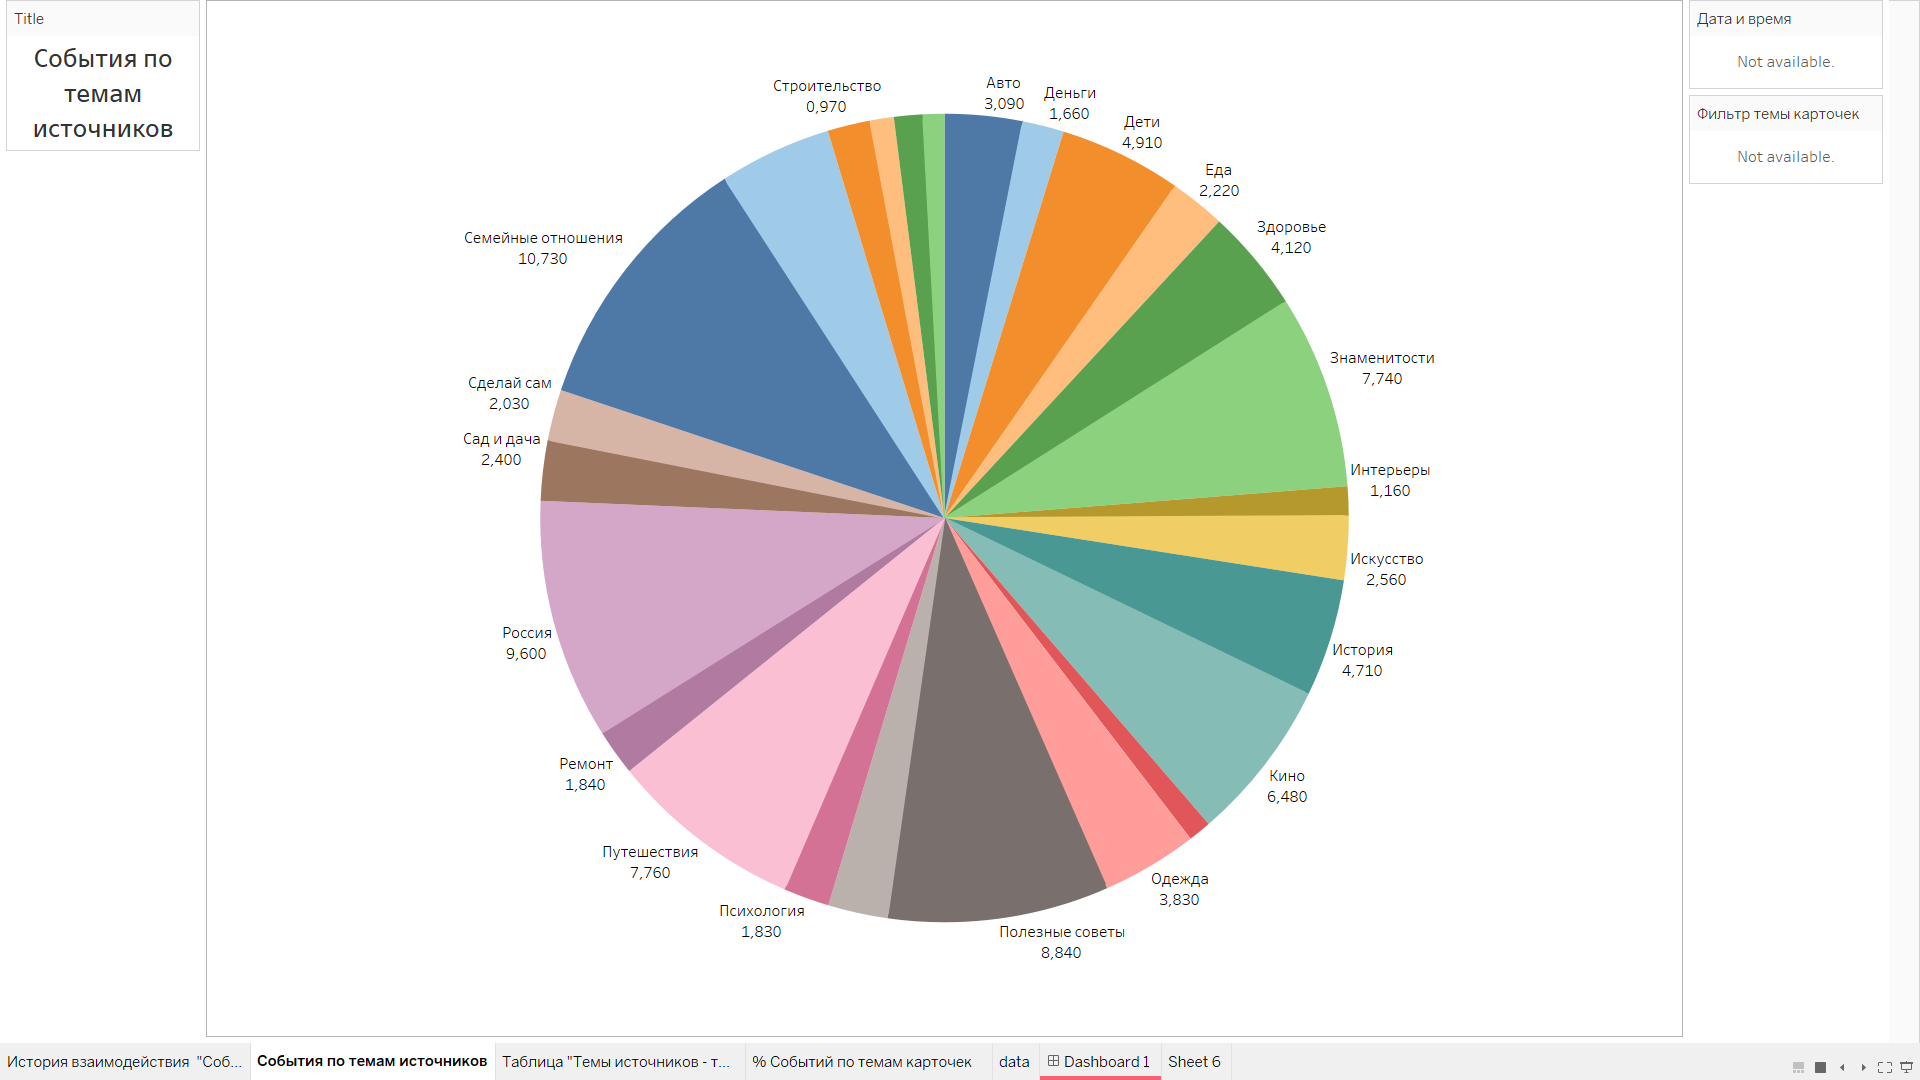 Title
События по
темам
источников
Строительство
0,970
Авто
3,090
Деньги
1,660
Дети
4,910
Еда
2,220
Здоровье
4,120
Знаменитости
7,740
Интерьеры
1,160
Искусство
2,560
История
4,710
Кино
6,480
Одежда
3,830
Полезные советы
8,840
Психология
1,830
Путешествия
7,760
Ремонт
1,840
Россия
9,600
Сад и дача
2,400
Сделай сам
2,030
Семейные отношения
10,730
Дата и время
Not available.
Фильтр темы карточек
Not available.
История взаимодействия "Соб...
События по темам источников
Таблица "Темы источников - т...
% Событий по темам карточек
data
Dashboard 1
Sheet 6